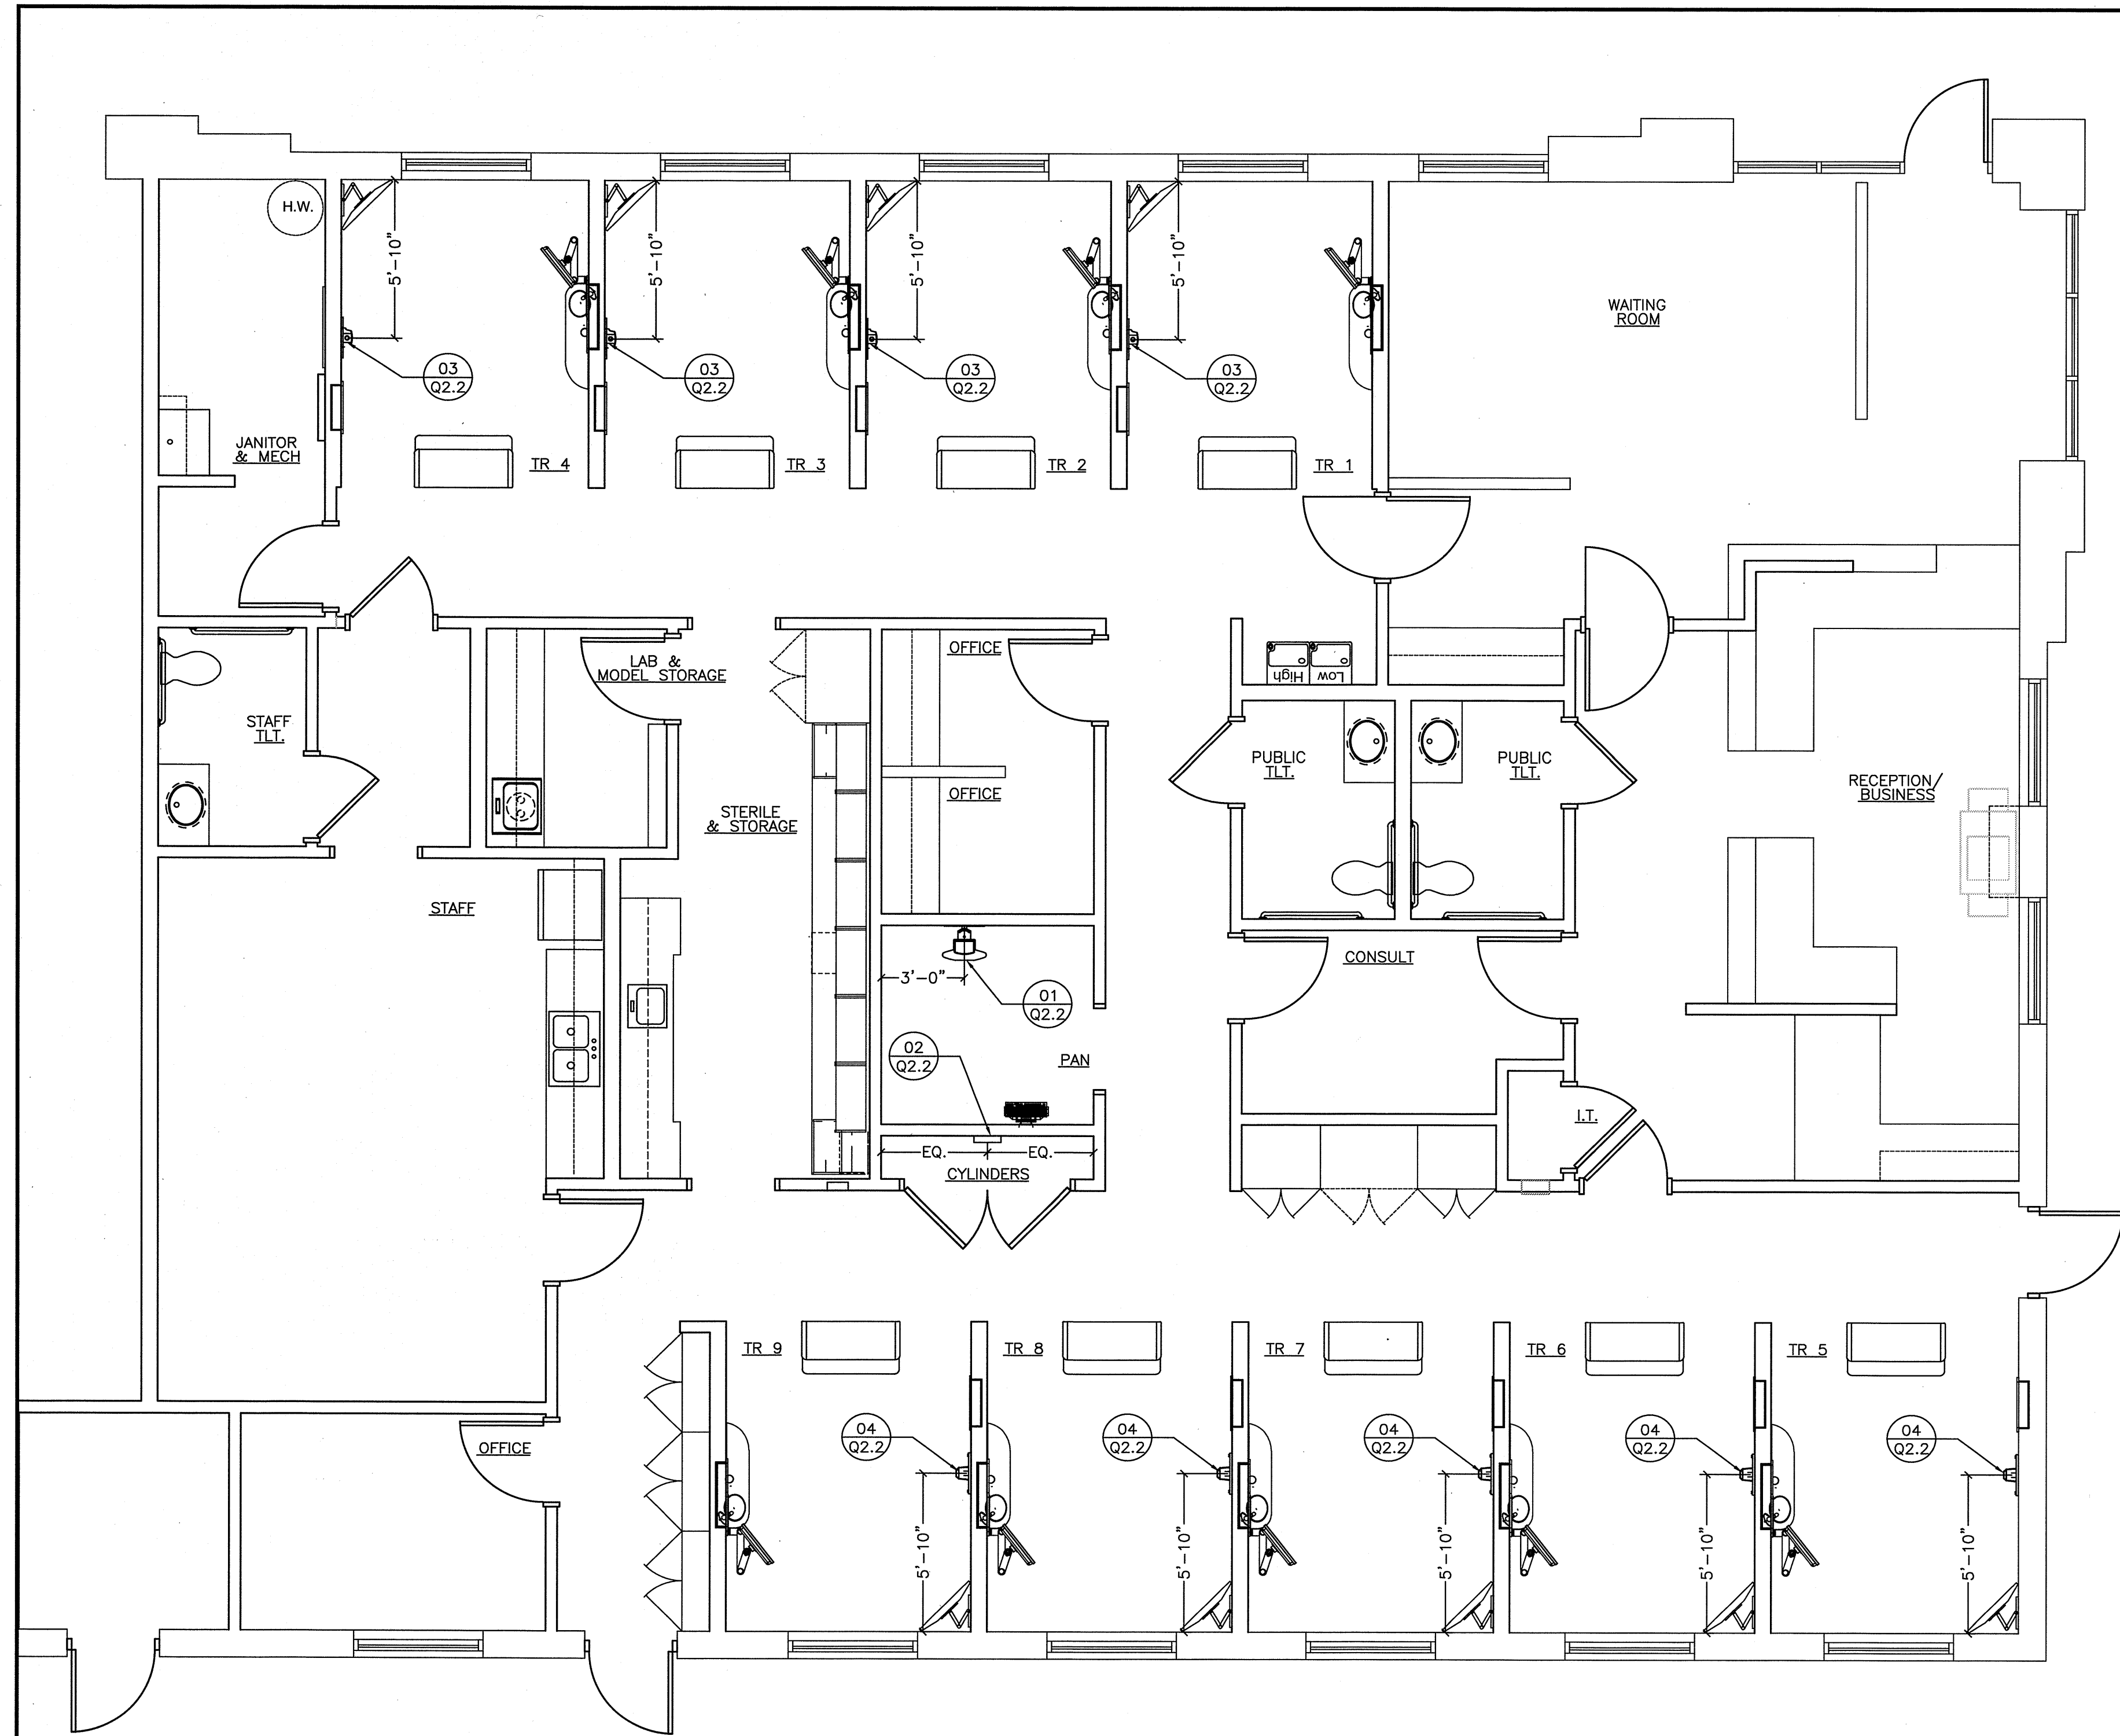 H.W.
5'-10"
5'-10"
5'-10"
5'-10"
WAITING
ROOM
03
Q2.2
03
Q2.2
03
Q2.2
03
Q2.2
JANITOR
& MECH
TR 4
TR 3
TR 2
TR 1
OFFICE
LAB &
MODEL STORAGE
High
Low
STAFF
TLT.
PUBLIC
TLT.
PUBLIC
TLT.
RECEPTION/
BUSINESS
OFFICE
STERILE
& STORAGE
STAFF
CONSULT
3'-0"
01
Q2.2
02
Q2.2
PAN
I.T.
EQ.
EQ.
CYLINDERS
TR 9
TR 8
TR 7
TR 6
TR 5
OFFICE
04
Q2.2
04
Q2.2
04
Q2.2
04
Q2.2
04
Q2.2
5'-10"
5'-10"
5'-10"
5'-10"
5'-10"